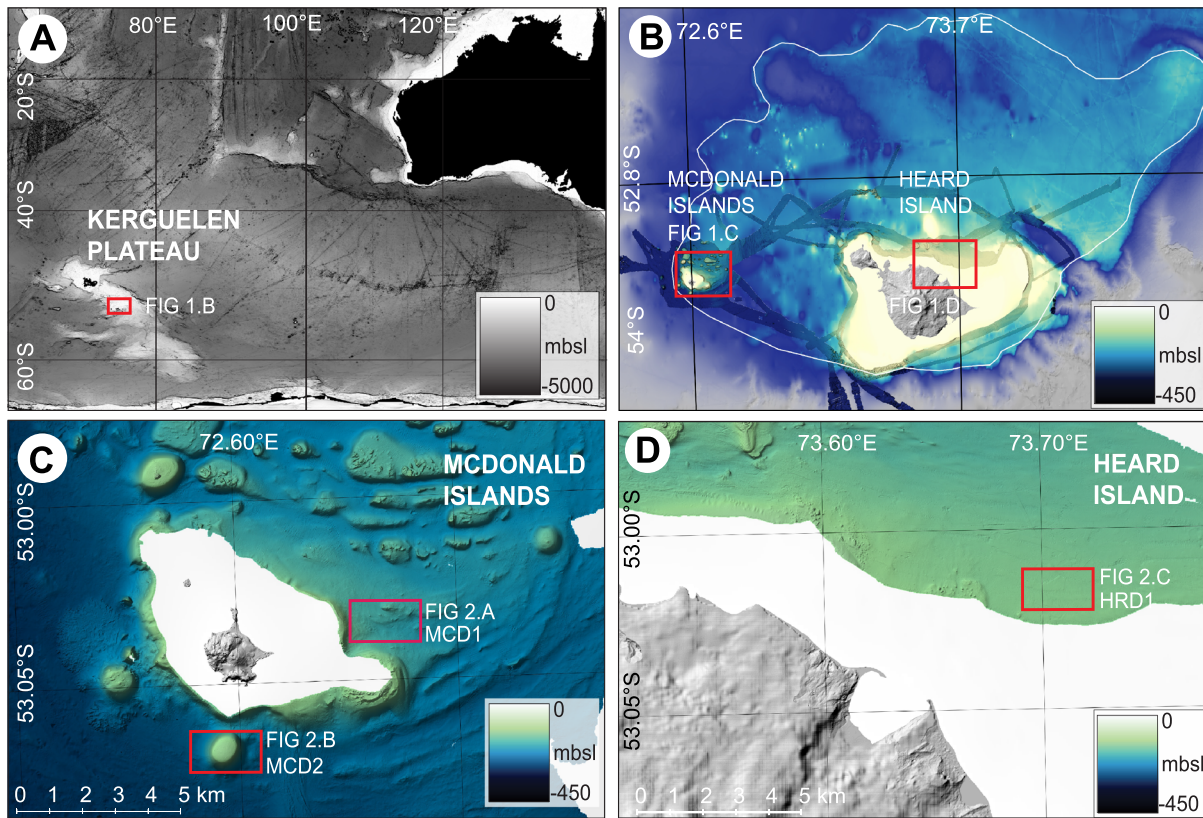 A
80°E
100°E
120°E
20°S
40°S
60°S
KERGUELEN
PLATEAU
FIG 1.B
0
mbsl
-5000
B
72.6°E
73.7°E
52.8°S
54°S
MCDONALD
ISLANDS
FIG 1.C
HEARD
ISLAND
FIG 1.D
0
mbsl
-450
C
72.60°E
MCDONALD
ISLANDS
53.00°S
53.05°S
FIG 2.A
MCD1
FIG 2.B
MCD2
0 1 2 3 4 5 km
0
mbsl
-450
D
73.60°E
73.70°E
HEARD
ISLAND
53.00°S
53.05°S
FIG 2.C
HRD1
0 1 2 3 4 5 km
0
mbsl
-450